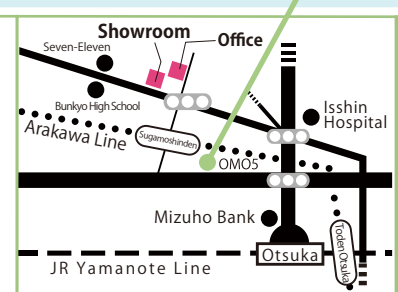 Showroom
Office
Seven-Eleven
Bunkyo High School
Isshin
Hospital
Arakawa Line
Sugamoshinden
OMO5
Mizuho Bank
Otsuka
Toden Otsuka
JR Yamanote Line